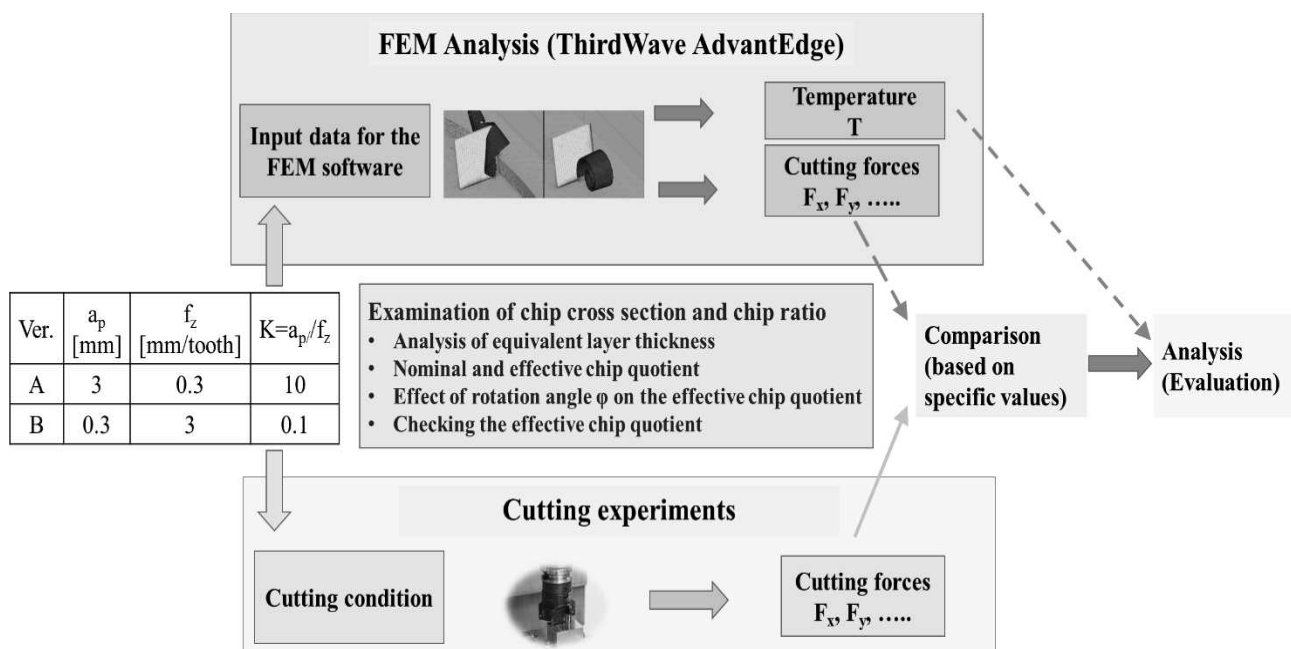 FEM Analysis (ThirdWave AdvantEdge)
Input data for the
FEM software
Temperature
T
Cutting forces
Fx, Fy, …..
Ver.
ap
[mm]
fz
[mm/tooth]
K=ap/fz
A 3 0.3 10
B 0.3 3 0.1
Examination of chip cross section and chip ratio
• Analysis of equivalent layer thickness
• Nominal and effective chip quotient
• Effect of rotation angle φ on the effective chip quotient
• Checking the effective chip quotient
Comparison
(based on
specific values)
Analysis
(Evaluation)
Cutting experiments
Cutting condition
Cutting forces
Fx, Fy, …..